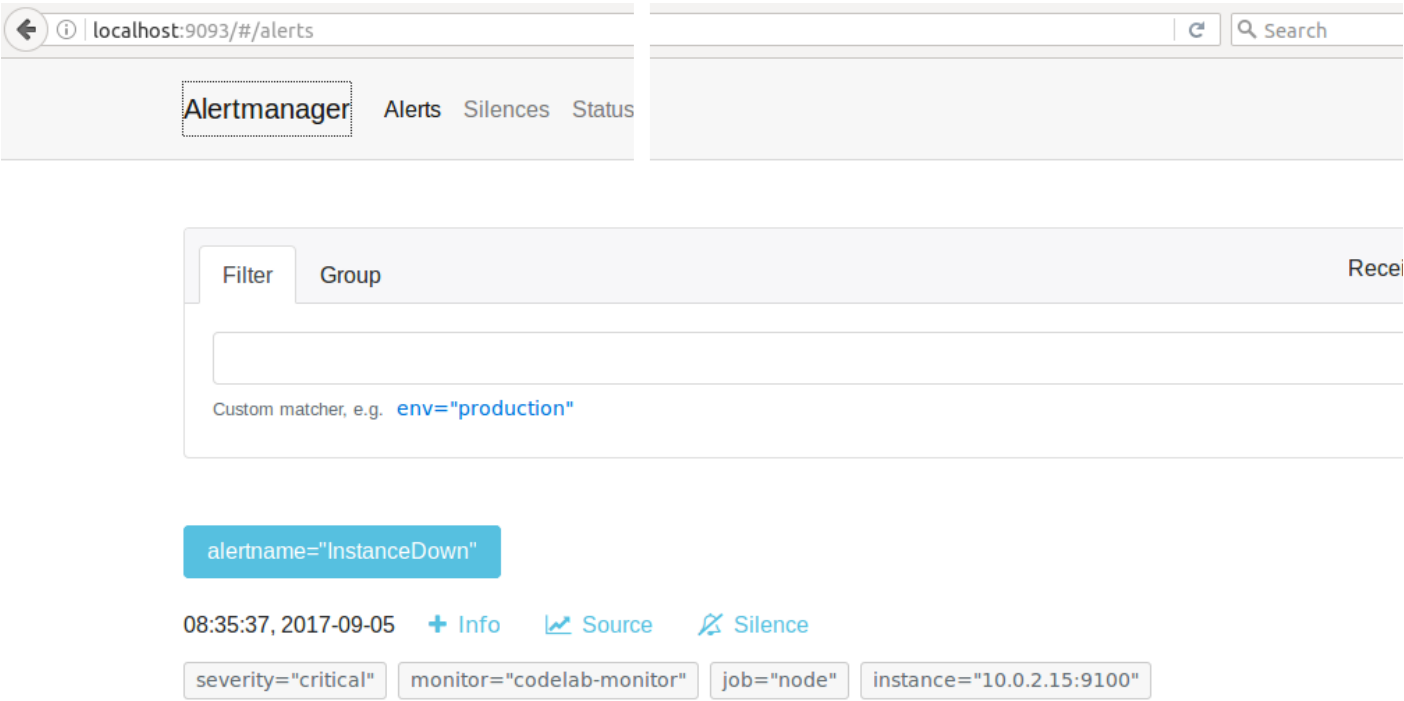 localhost:9093/#/alerts Search
Alertmanager Alerts Silences Status
Filter Group Recei
Custom matcher, e.g. env="production"
alertname="InstanceDown"
08:35:37, 2017-09-05 + Info Source Silence
severity="critical" monitor="codelab-monitor" job="node" instance="10.0.2.15:9100"